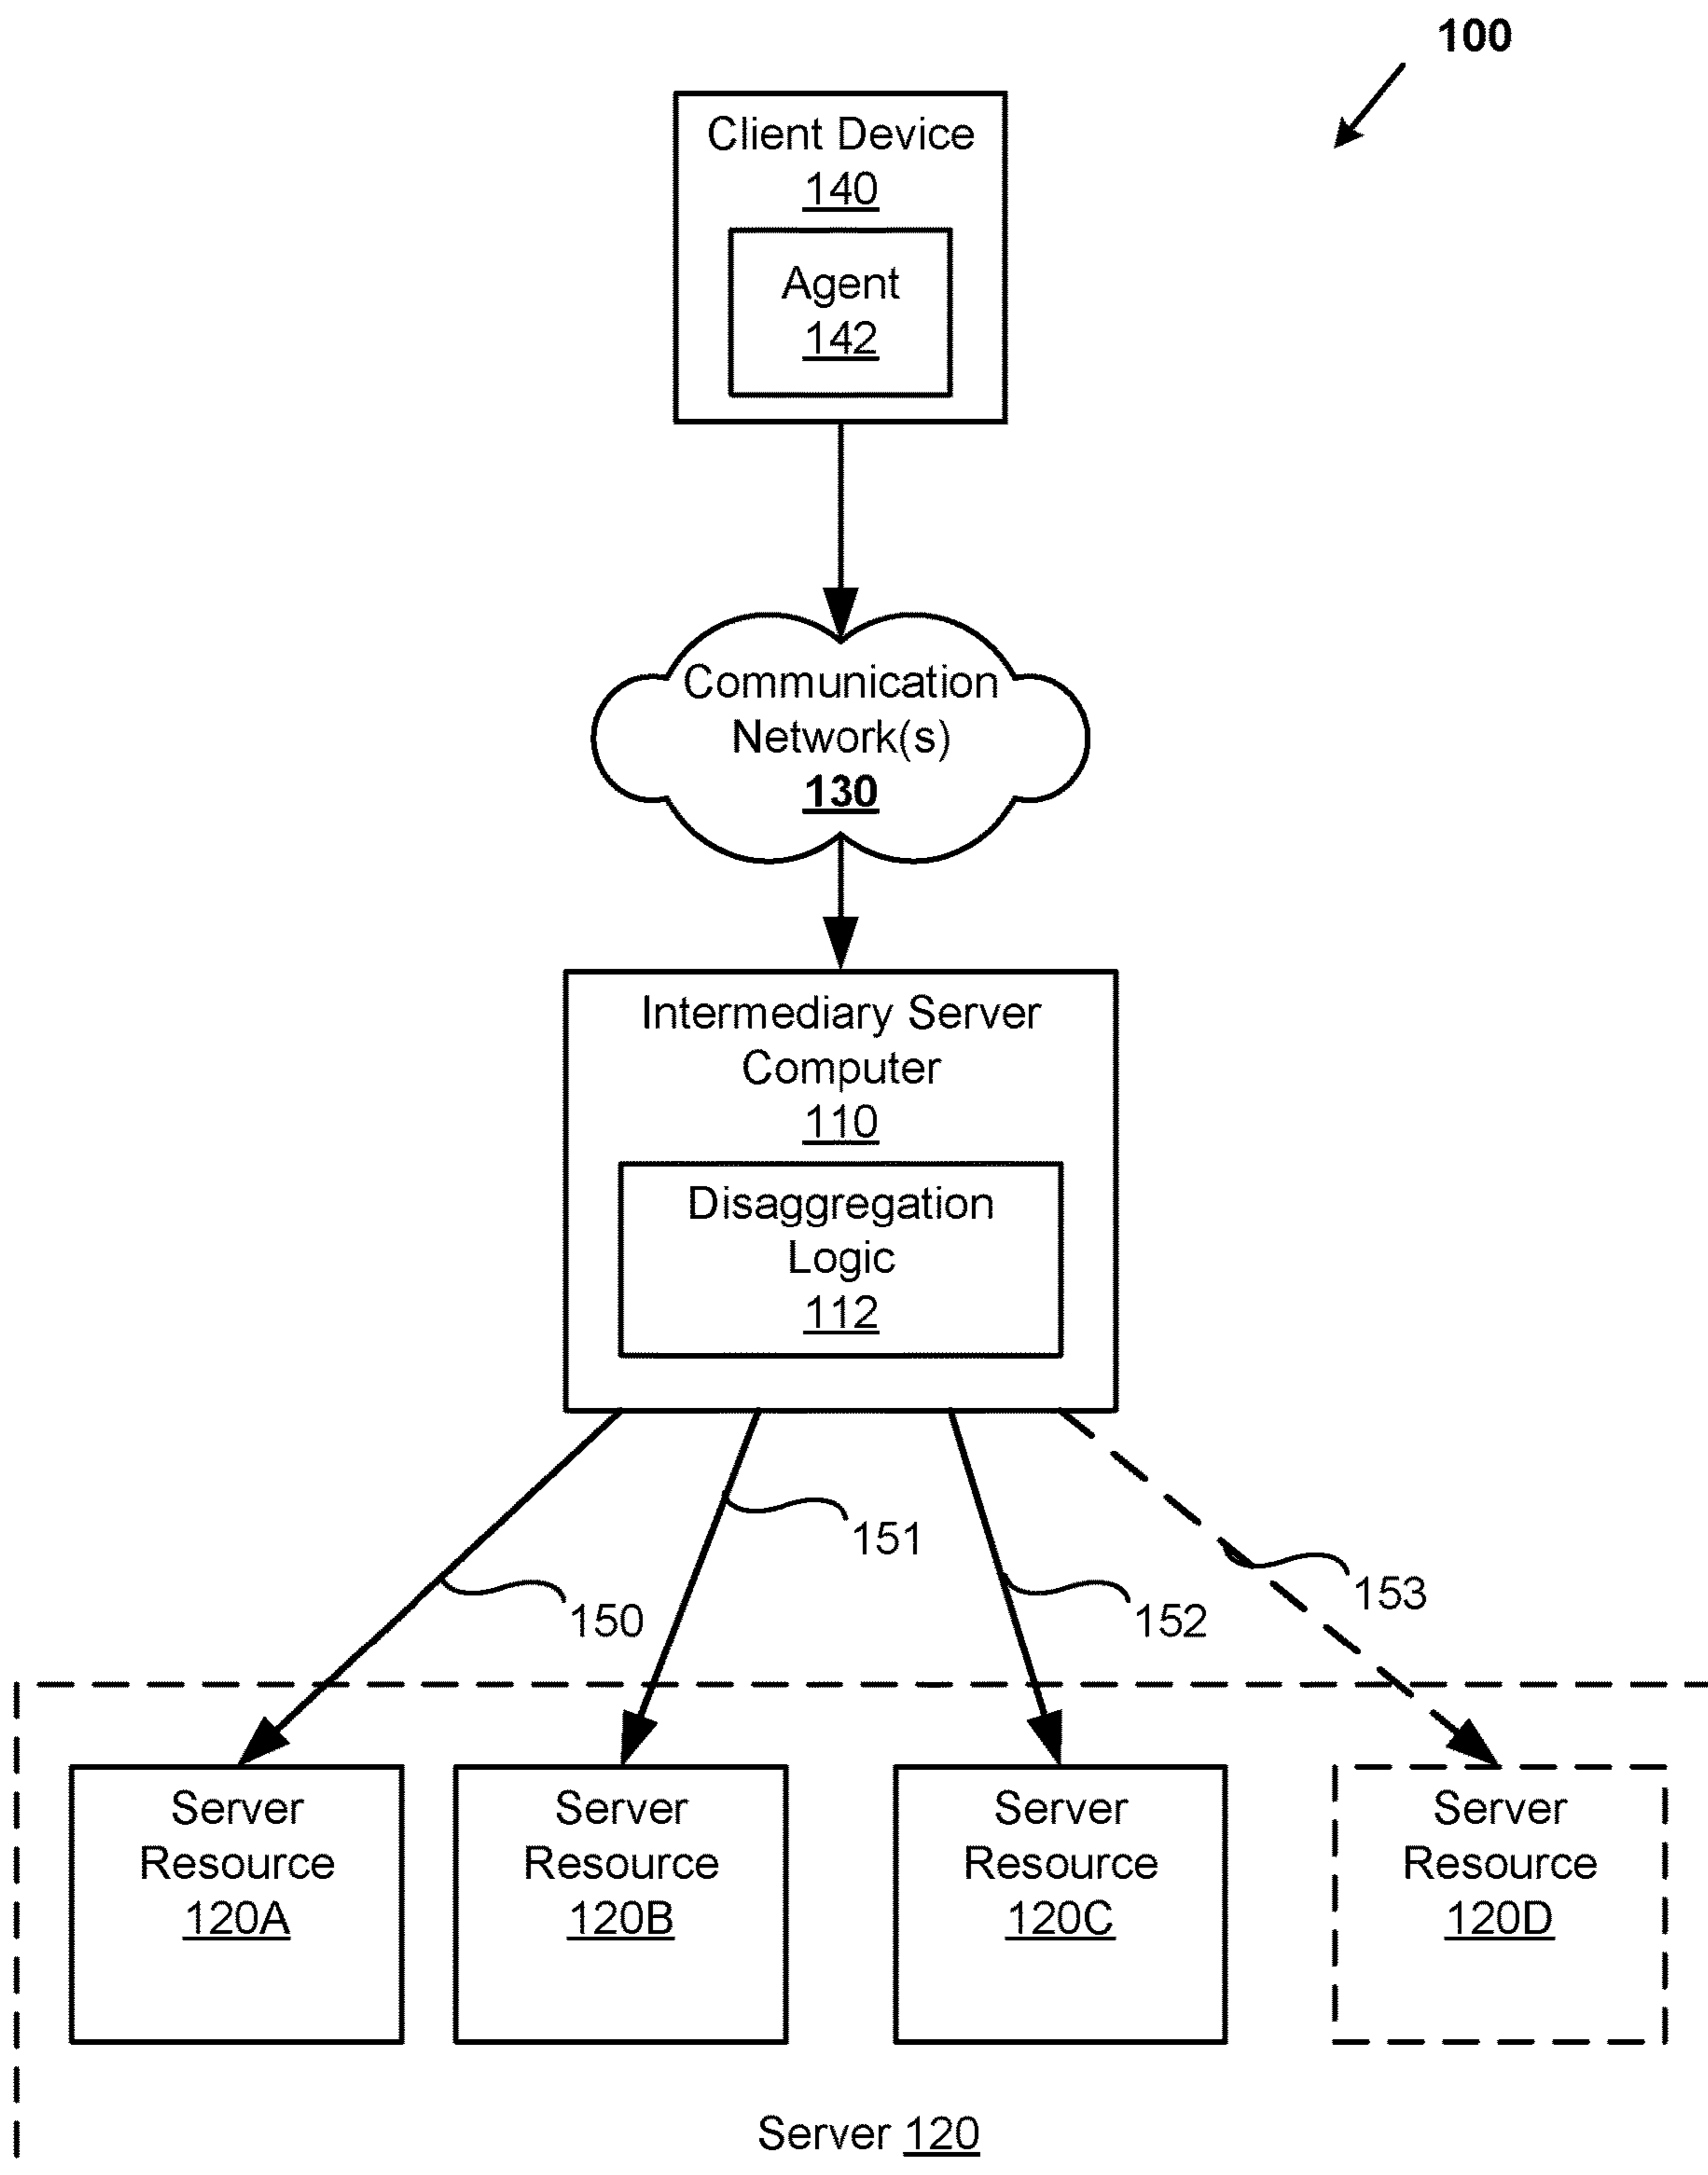 100
Client Device
140
Agent
142
Communication
Network(s)
130
Intermediary Server
Computer
110
Disaggregation
Logic
112
151
153
150
152
Server
Resource
120A
Server
Resource
120B
Server
Resource
120C
Server
Resource
120D
Server 120